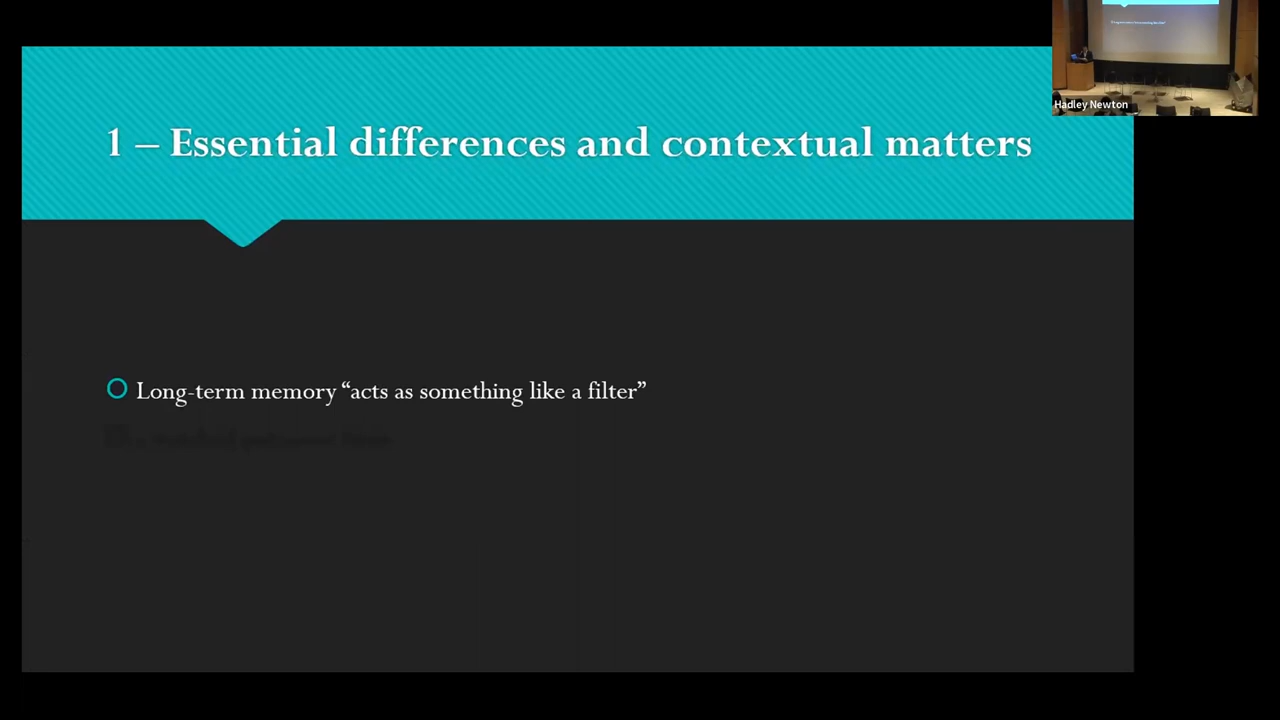 1 – Essential differences and contextual matters
Long-term memory “acts as something like a filter”
Hadley Newton